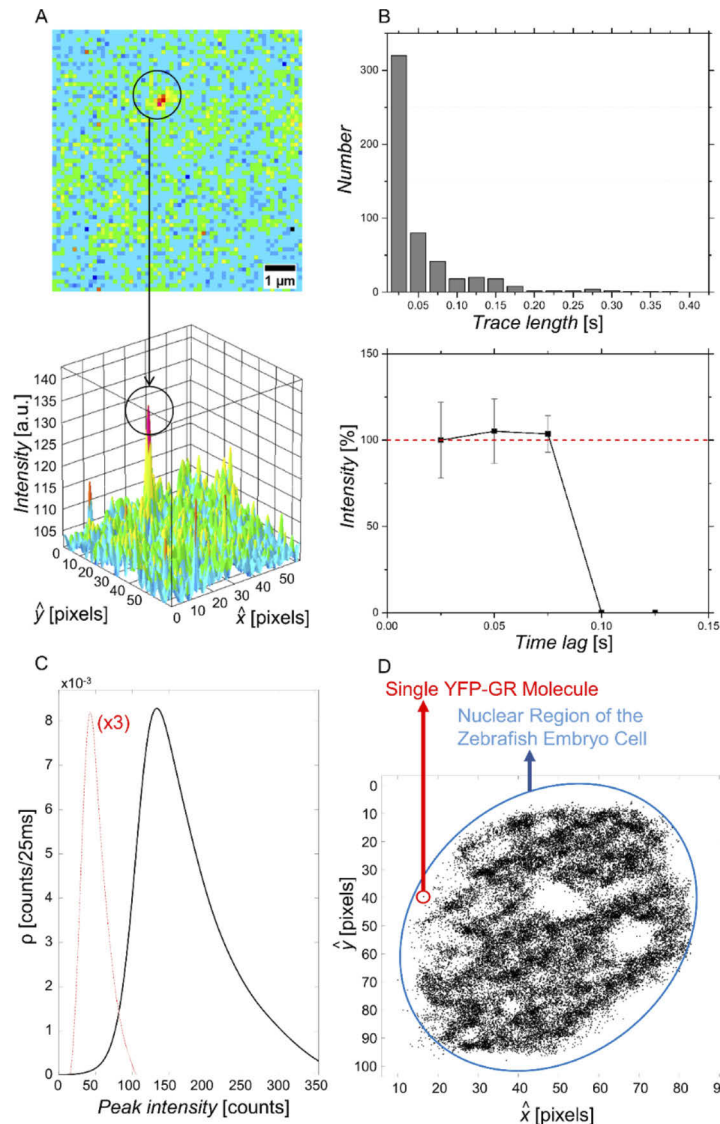 A
1 µm
Intensity [a.u.]
140
135
130
125
120
115
110
105
0
10
20
30
40
50
ŷ [pixels]
0
10
20
30
40
50
x̂ [pixels]
B
Number
300
200
100
0
0.05 0.10 0.15 0.20 0.25 0.30 0.35 0.40
Trace length [s]
Intensity [%]
150
100
50
0
0.00 0.05 0.10 0.15
Time lag [s]
C
x10⁻³
(x3)
ρ [counts/25ms]
8
7
6
5
4
3
2
1
0
0 50 100 150 200 250 300 350
Peak intensity [counts]
D
Single YFP-GR Molecule
Nuclear Region of the
Zebrafish Embryo Cell
ŷ [pixels]
0
10
20
30
40
50
60
70
80
90
100
10 20 30 40 50 60 70 80
x̂ [pixels]